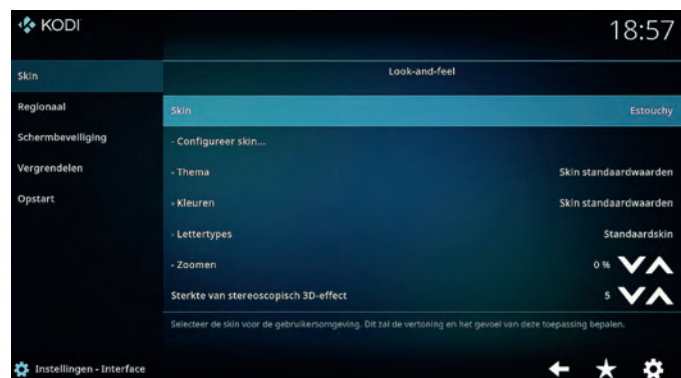 KODI
18:57
Skin
Regionaal
Schermbeveiliging
Vergrendelen
Opstart
Look-and-feel
Skin Estouchy
- Configureer skin...
- Thema Skin standaardwaarden
- Kleuren Skin standaardwaarden
- Lettertypes Standaardskin
- Zoomen 0 %
Sterkte van stereoscopisch 3D-effect 5
Selecteer de skin voor de gebruikersomgeving. Dit zal de vertoning en het gevoel van deze toepassing bepalen.
Instellingen - Interface